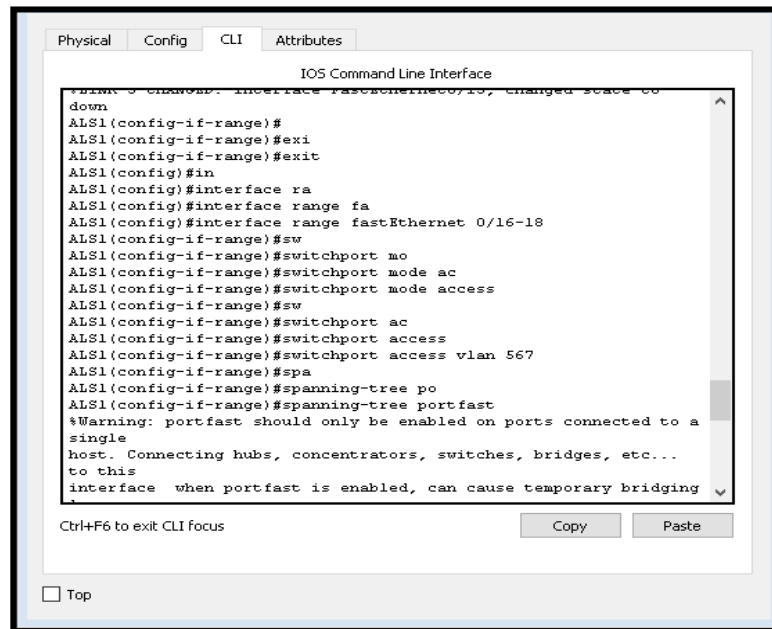 Physical Config CLI Attributes
IOS Command Line Interface
down
ALS1(config-if-range)#
ALS1(config-if-range)#exi
ALS1(config-if-range)#exit
ALS1(config)#in
ALS1(config)#interface ra
ALS1(config)#interface range fa
ALS1(config)#interface range fastEthernet 0/16-18
ALS1(config-if-range)#sw
ALS1(config-if-range)#switchport mo
ALS1(config-if-range)#switchport mode ac
ALS1(config-if-range)#switchport mode access
ALS1(config-if-range)#sw
ALS1(config-if-range)#switchport ac
ALS1(config-if-range)#switchport access
ALS1(config-if-range)#switchport access vlan 567
ALS1(config-if-range)#spa
ALS1(config-if-range)#spanning-tree po
ALS1(config-if-range)#spanning-tree portfast
%Warning: portfast should only be enabled on ports connected to a
single
host. Connecting hubs, concentrators, switches, bridges, etc...
to this
interface  when portfast is enabled, can cause temporary bridging
Ctrl+F6 to exit CLI focus
Copy Paste
Top